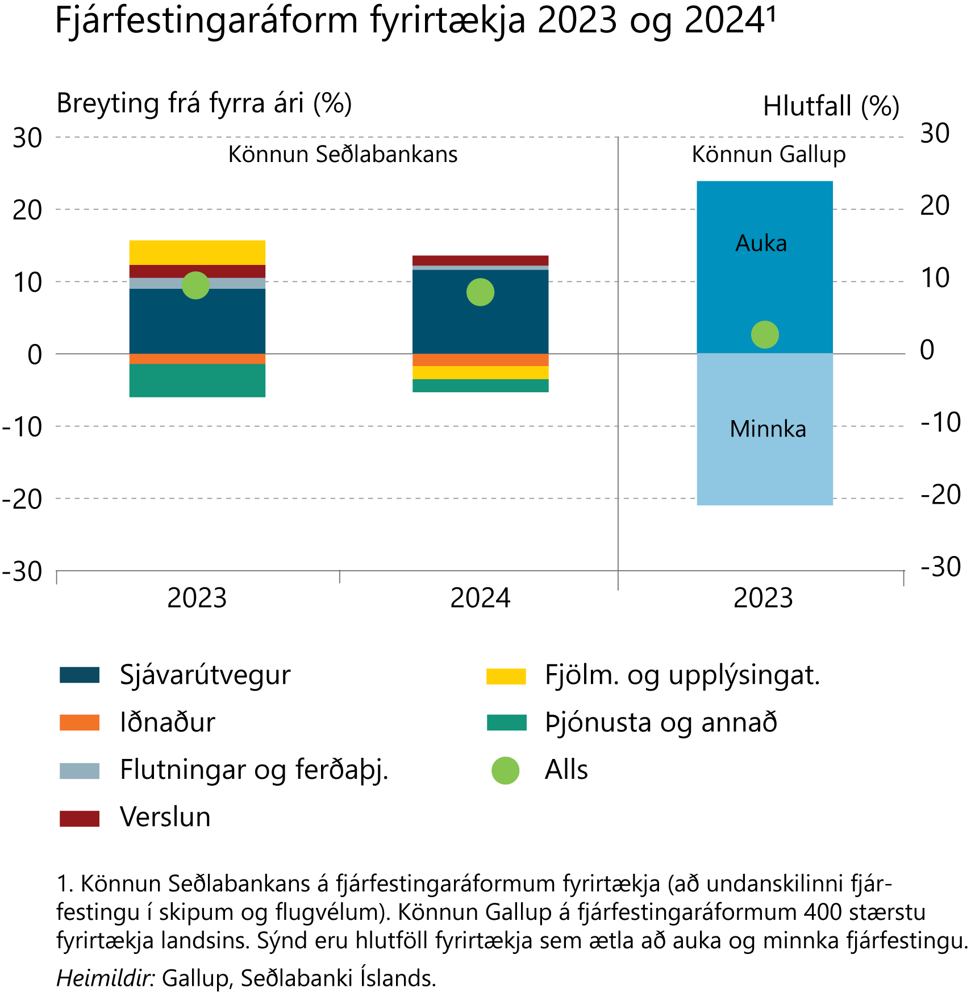 Fjárfestingaráform fyrirtækja 2023 og 2024¹
Breyting frá fyrra ári (%)
Hlutfall (%)
30
20
10
0
-10
-20
-30
Könnun Seðlabankans
Könnun Gallup
Auka
Minnka
30
20
10
0
-10
-20
-30
2023
2024
2023
Sjávarútvegur
Iðnaður
Flutningar og ferðaþj.
Verslun
Fjölm. og upplýsingat.
Þjónusta og annað
Alls
1. Könnun Seðlabankans á fjárfestingaráformum fyrirtækja (að undanskilinni fjár-
festingu í skipum og flugvélum). Könnun Gallup á fjárfestingaráformum 400 stærstu
fyrirtækja landsins. Sýnd eru hlutföll fyrirtækja sem ætla að auka og minnka fjárfestingu.
Heimildir: Gallup, Seðlabanki Íslands.